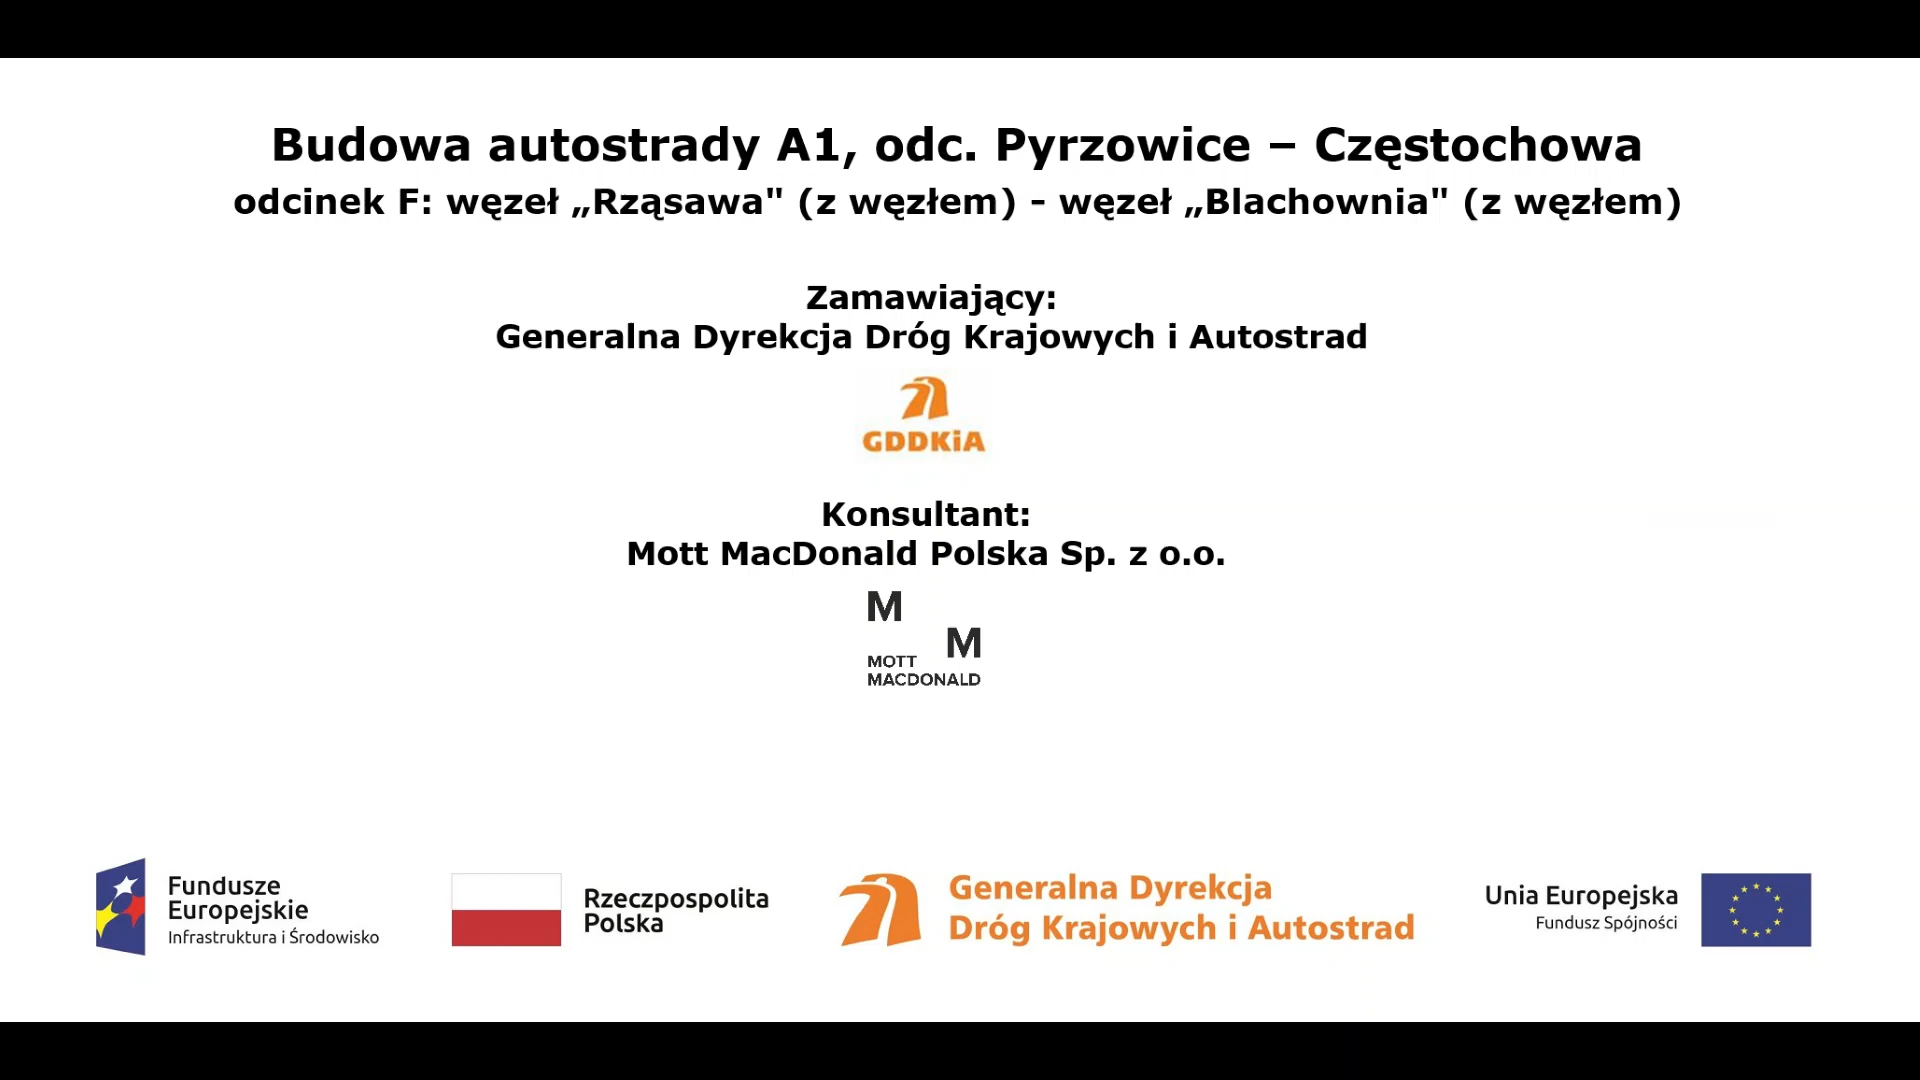 Budowa autostrady A1, odc. Pyrzowice – Częstochowa
odcinek F: węzeł „Rząsawa" (z węzłem) - węzeł „Blachownia" (z węzłem)
Zamawiający:
Generalna Dyrekcja Dróg Krajowych i Autostrad
GDDKiA
Konsultant:
Mott MacDonald Polska Sp. z o.o.
M
M
MOTT
MACDONALD
Fundusze
Europejskie
Infrastruktura i Środowisko
Rzeczpospolita
Polska
Generalna Dyrekcja
Dróg Krajowych i Autostrad
Unia Europejska
Fundusz Spójności